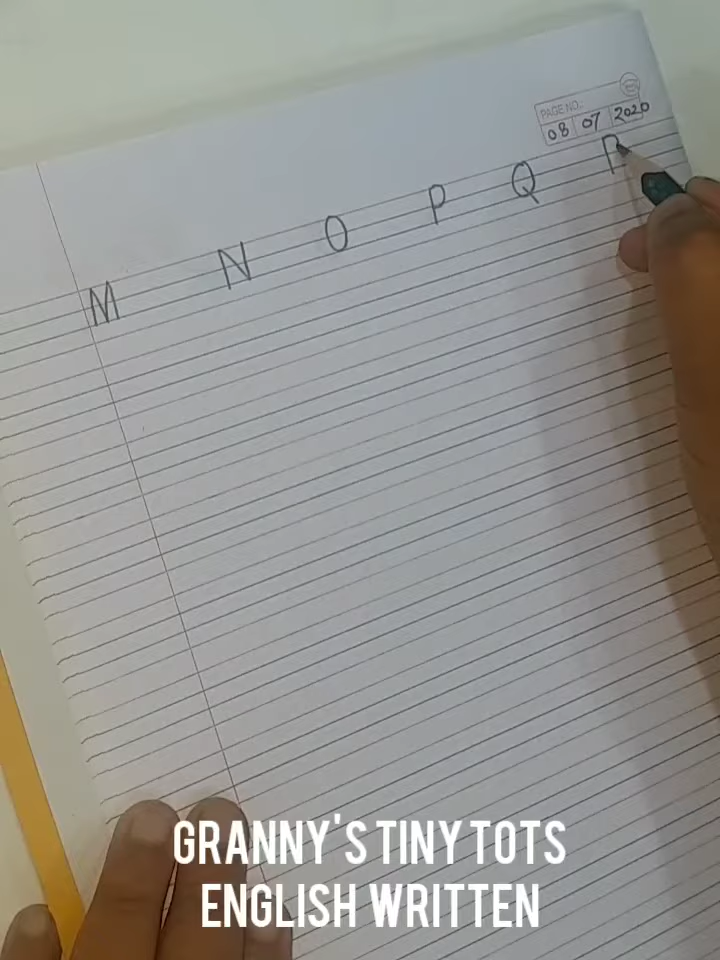 PAGE NO.:
08 07 2020
M N O P Q R
GRANNY'S TINY TOTS
ENGLISH WRITTEN